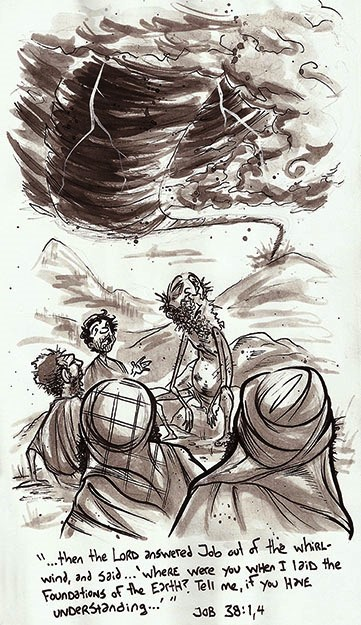 "...then the LORD answered Job out of the whirl-
wind, and said...'where were you when I laid the
Foundations of the Earth? Tell me, if you HAVE
understanding...'"
JOB 38:1,4